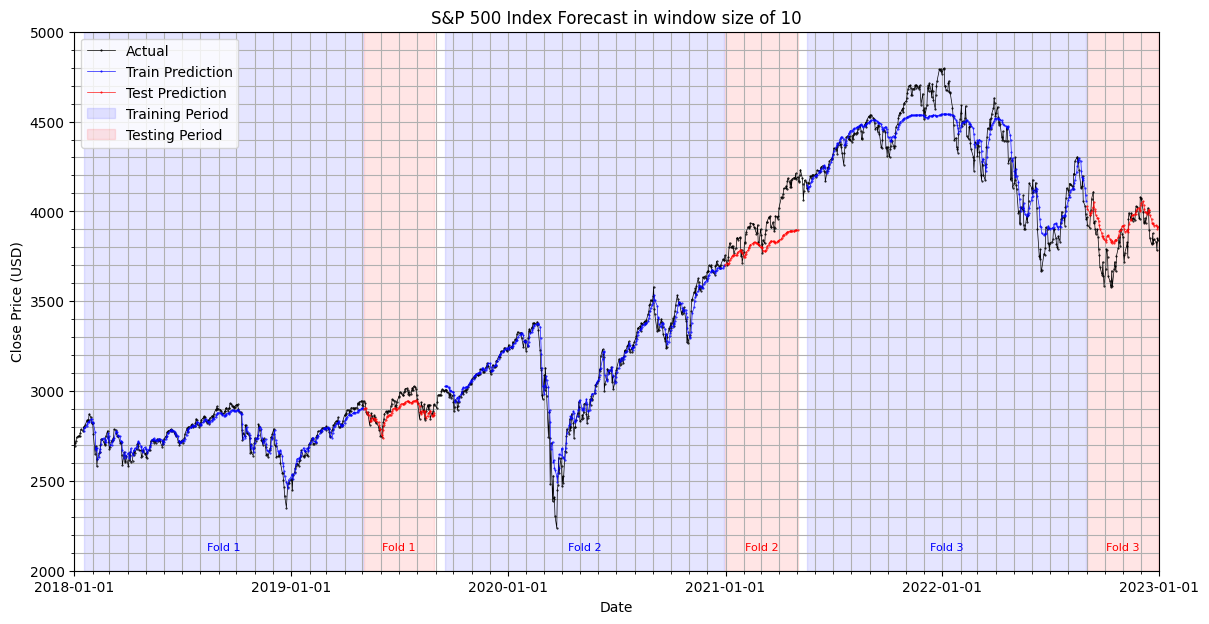 S&P 500 Index Forecast in window size of 10
Close Price (USD)
5000
4500
4000
3500
3000
2500
2000
Actual
Train Prediction
Test Prediction
Training Period
Testing Period
Fold 1
Fold 1
Fold 2
Fold 2
Fold 3
Fold 3
2018-01-01
2019-01-01
2020-01-01
2021-01-01
2022-01-01
2023-01-01
Date